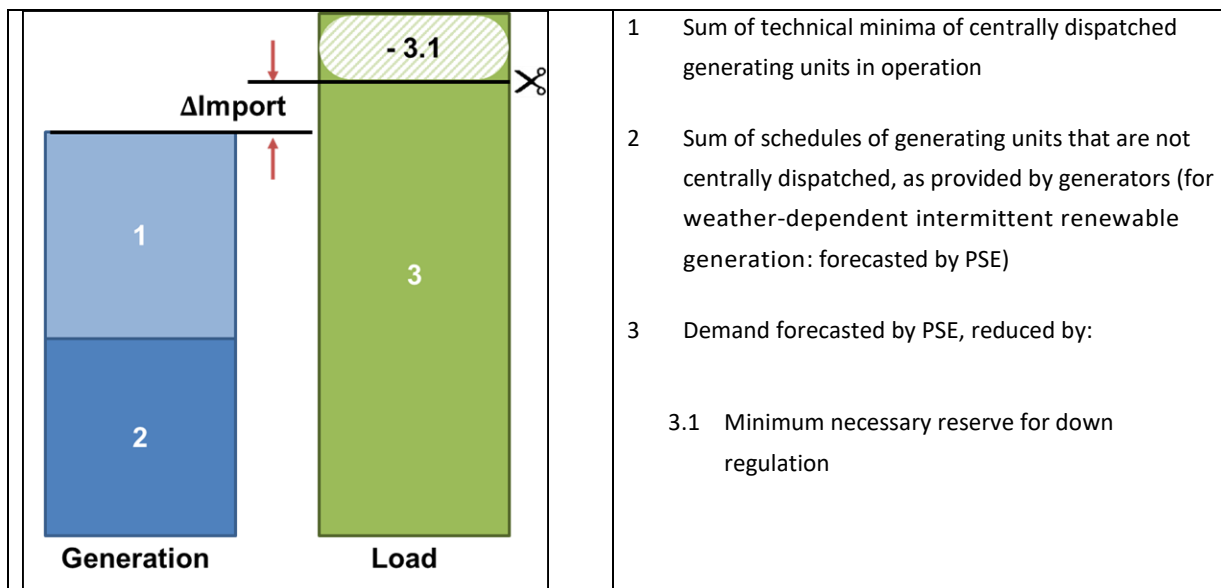 - 3.1
ΔImport
1
3
2
Generation
Load
1 Sum of technical minima of centrally dispatched
generating units in operation
2 Sum of schedules of generating units that are not
centrally dispatched, as provided by generators (for
weather-dependent intermittent renewable
generation: forecasted by PSE)
3 Demand forecasted by PSE, reduced by:
3.1 Minimum necessary reserve for down
regulation